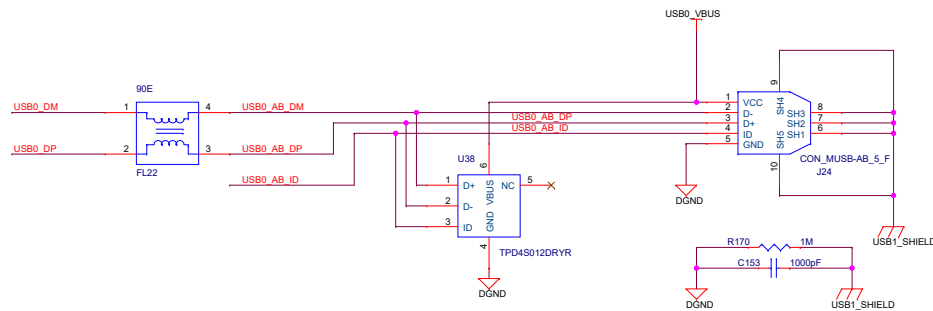 USB0_VBUS
90E
USB0_DM 1 4 USB0_AB_DM
USB0_DP 2 3 USB0_AB_DP
FL22
USB0_AB_ID
USB0_AB_DP
USB0_AB_ID
U38
6
1 D+ VBUS NC 5
2 D-
3 ID GND
4
TPD4S012DRYR
DGND
9
1 VCC SH4
2 D- SH3 8
3 D+ SH2 7
4 ID SH1 6
5 GND SH5
10
CON_MUSB-AB_5_F
J24
DGND
USB1_SHIELD
R170 1M
C153 1000pF
DGND
USB1_SHIELD